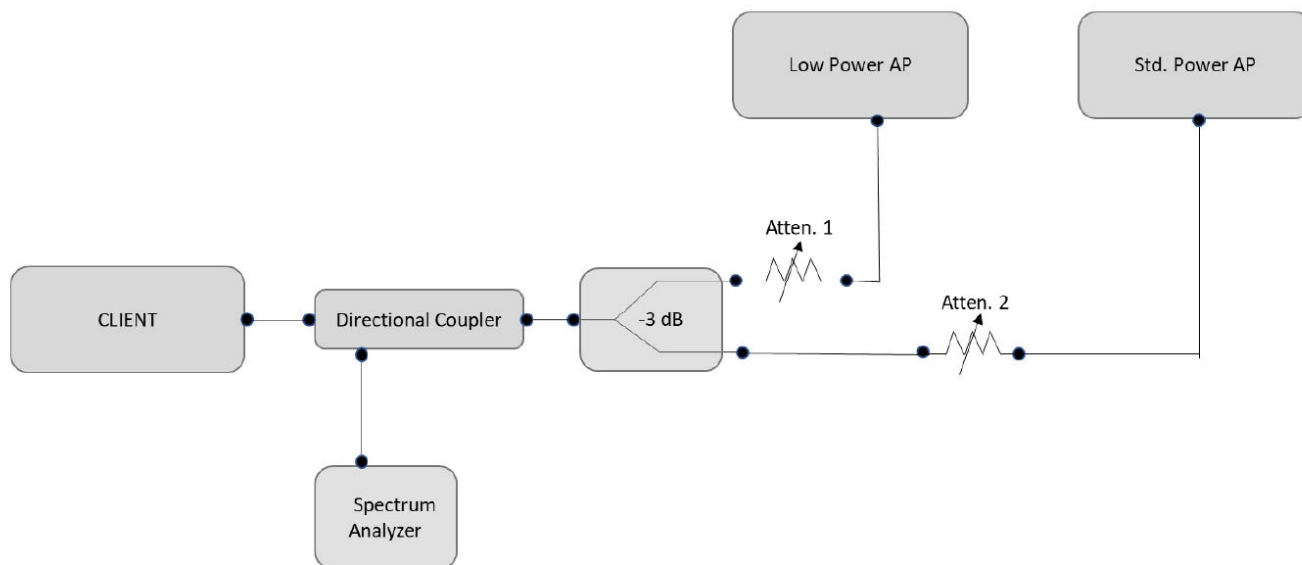 Low Power AP
Std. Power AP
Atten. 1
Atten. 2
CLIENT
Directional Coupler
-3 dB
Spectrum
Analyzer